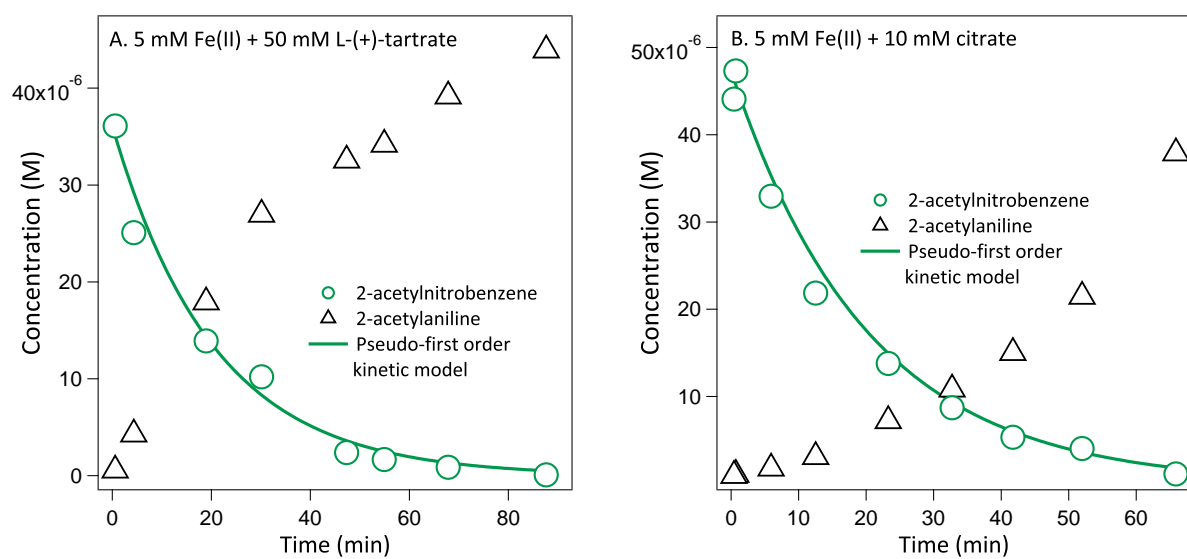 A. 5 mM Fe(II) + 50 mM L-(+)-tartrate
Concentration (M)
40x10-6
30
20
10
0
2-acetylnitrobenzene
2-acetylaniline
Pseudo-first order
kinetic model
0 20 40 60 80
Time (min)
B. 5 mM Fe(II) + 10 mM citrate
Concentration (M)
50x10-6
40
30
20
10
2-acetylnitrobenzene
2-acetylaniline
Pseudo-first order
kinetic model
0 10 20 30 40 50 60
Time (min)